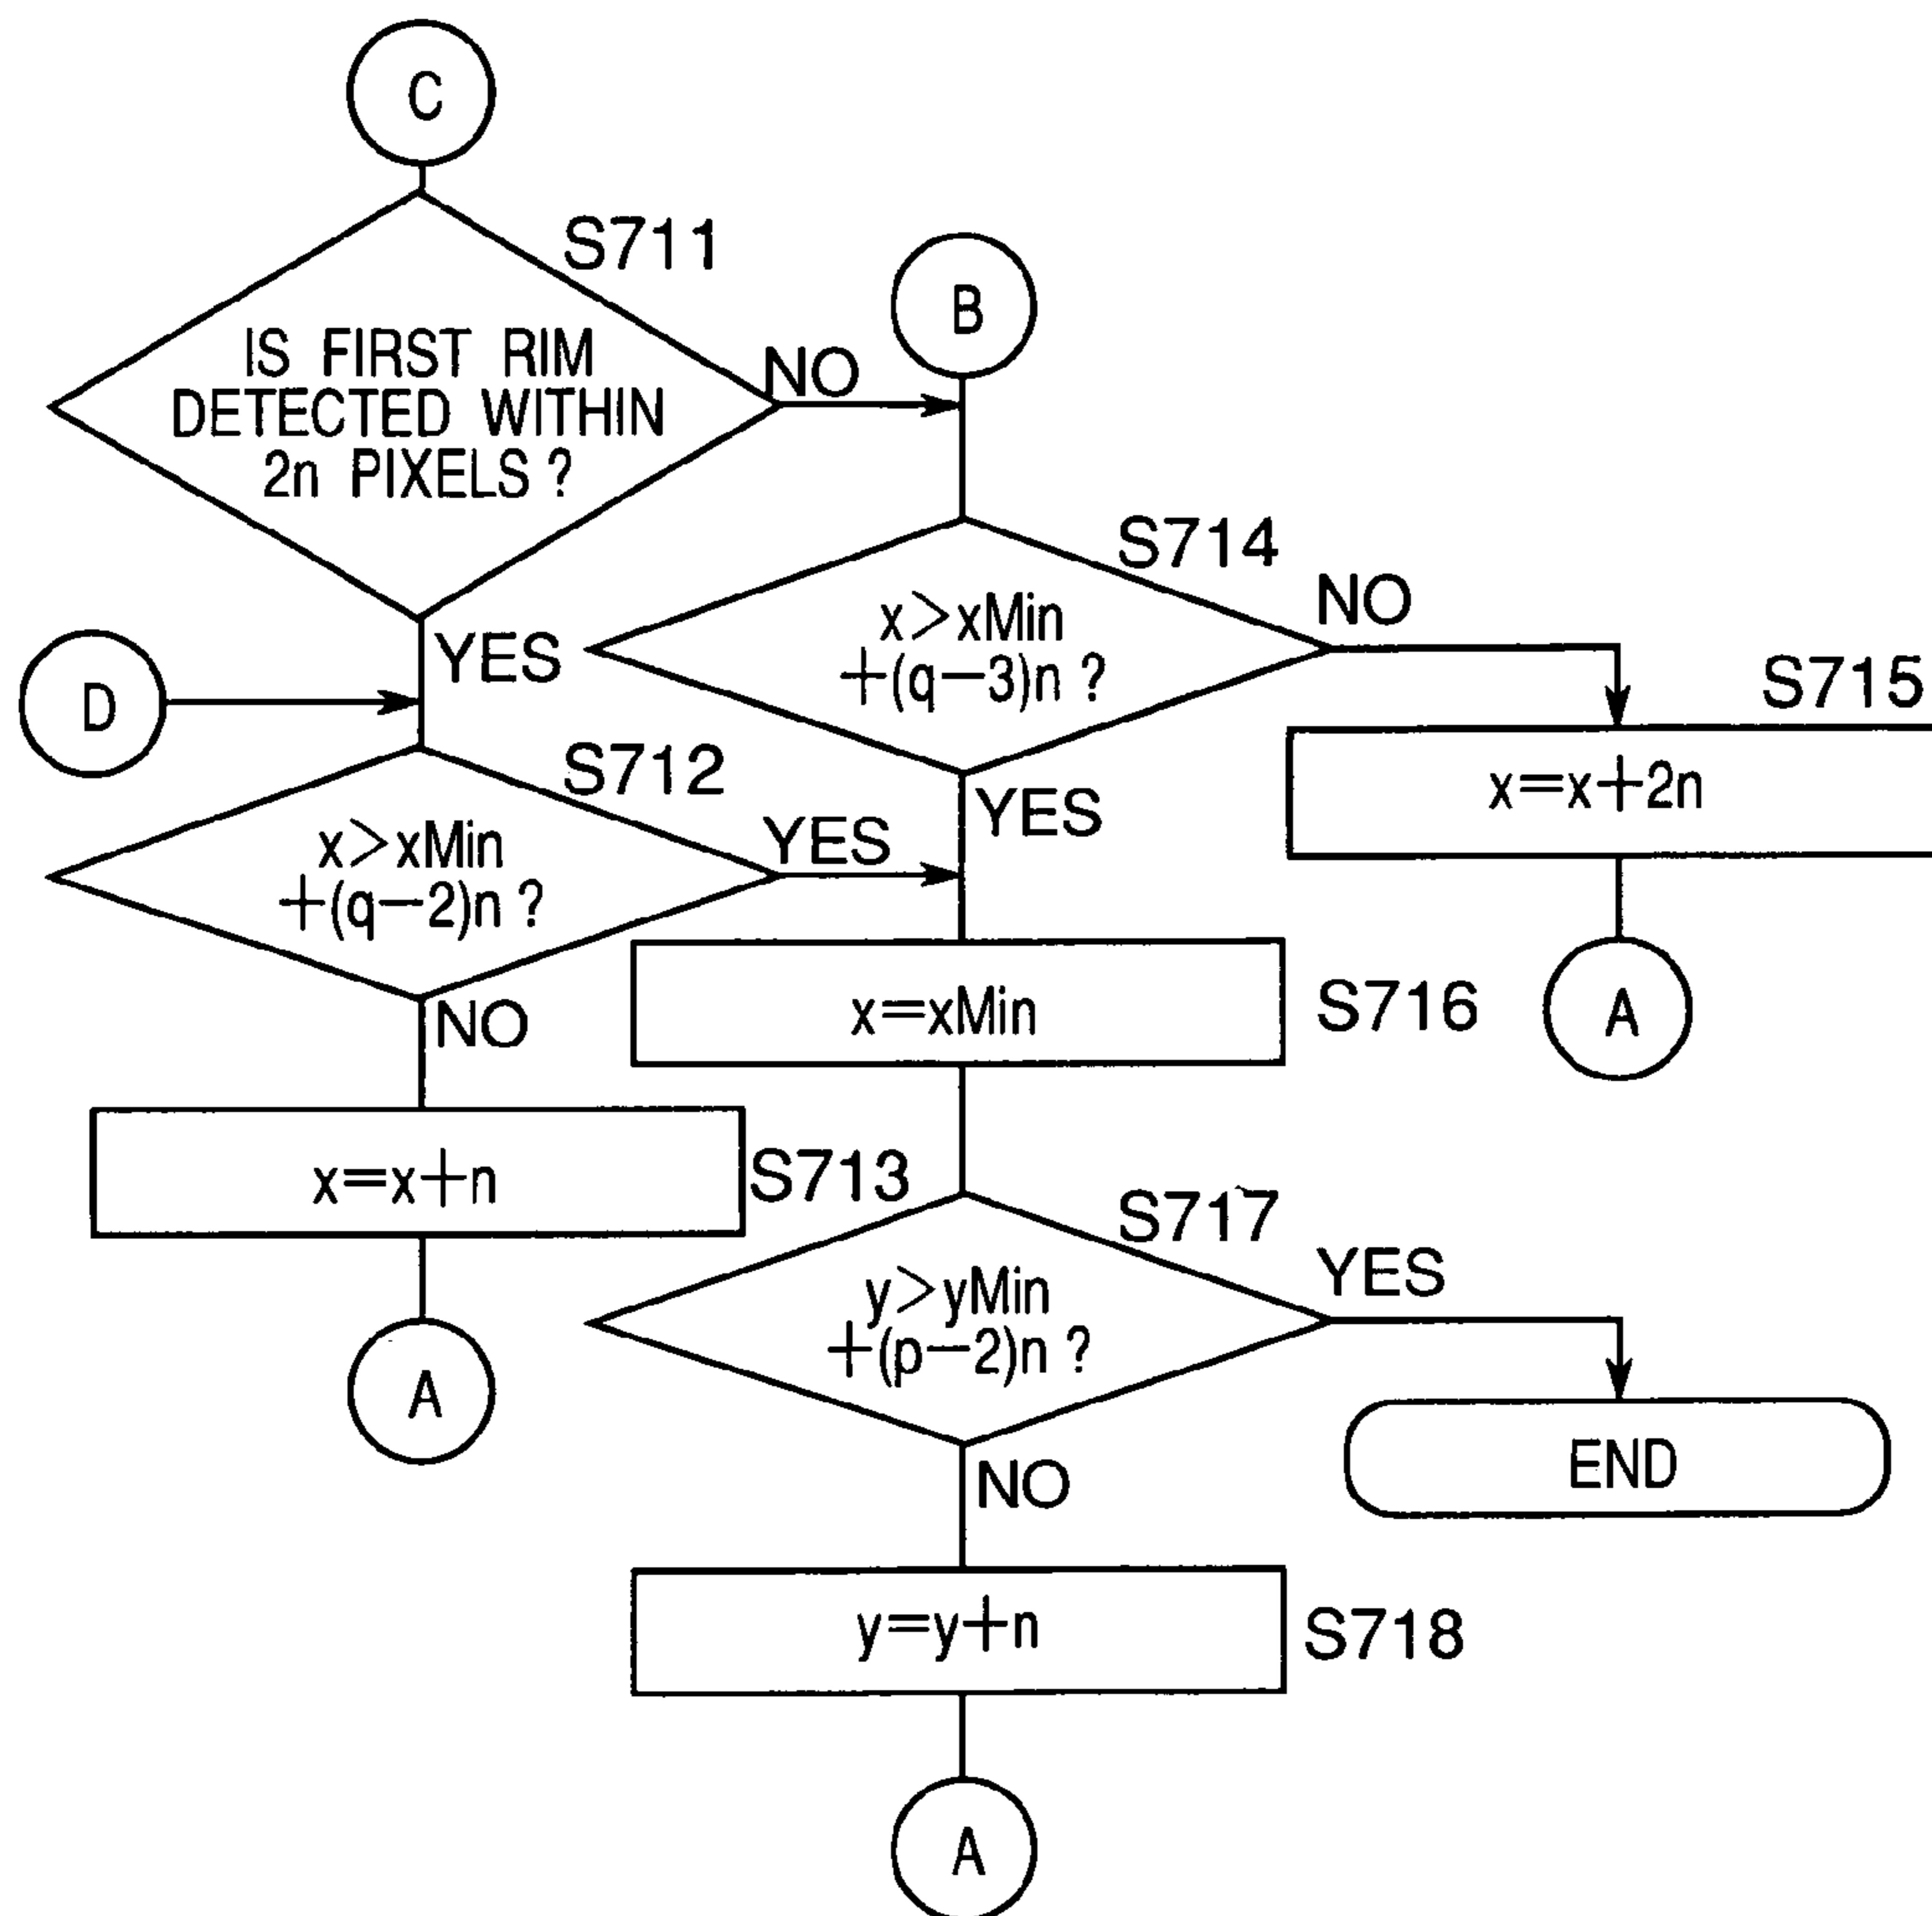 C
S711
IS FIRST RIM
DETECTED WITHIN
2n PIXELS ?
NO
B
YES
D
S714
x>xMin
+(q−3)n ?
NO
S715
x=x+2n
A
S712
x>xMin
+(q−2)n ?
YES
YES
NO
x=xMin
S716
x=x+n
S713
A
S717
y>yMin
+(p−2)n ?
YES
END
NO
y=y+n
S718
A